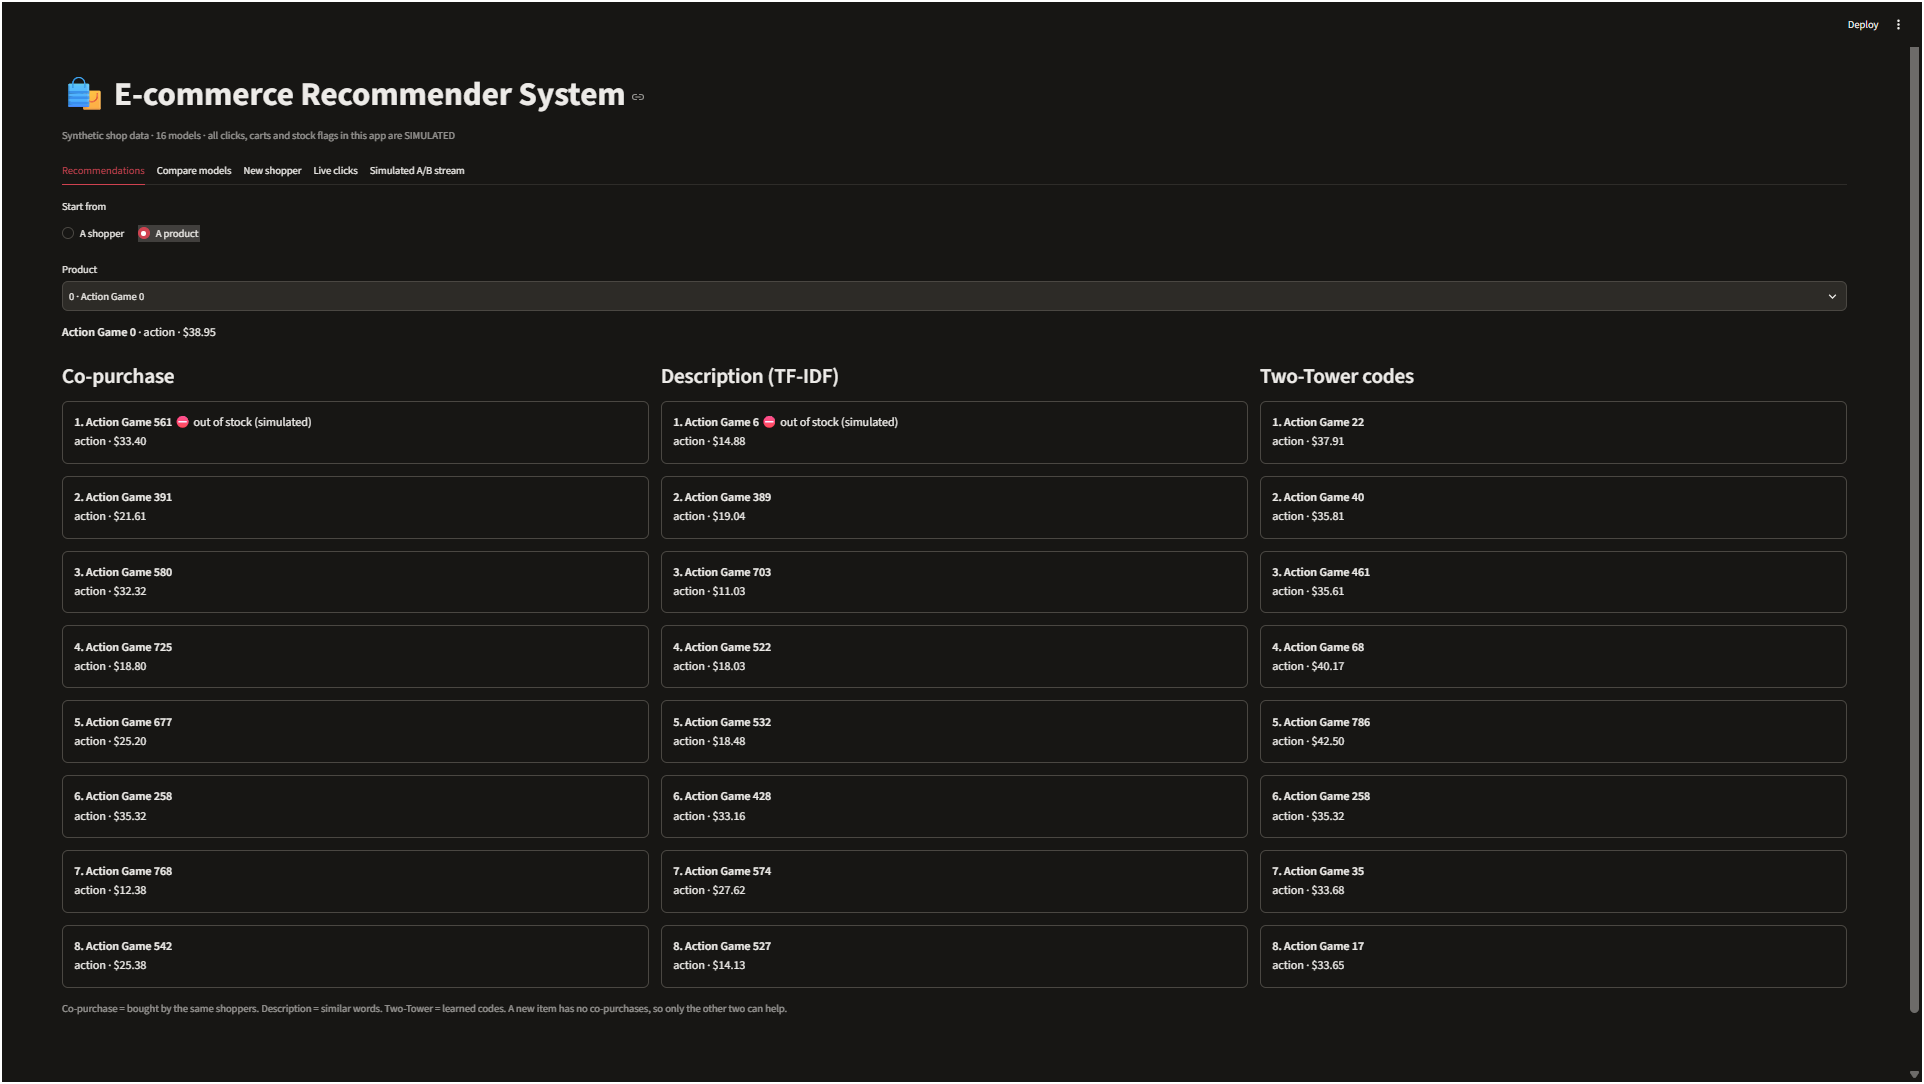 Deploy
E-commerce Recommender System
Synthetic shop data · 16 models · all clicks, carts and stock flags in this app are SIMULATED
Recommendations Compare models New shopper Live clicks Simulated A/B stream
Start from
A shopper A product
Product
0 · Action Game 0
Action Game 0 · action · $38.95
Co-purchase
1. Action Game 561 ⛔ out of stock (simulated)
action · $33.40
2. Action Game 391
action · $21.61
3. Action Game 580
action · $32.32
4. Action Game 725
action · $18.80
5. Action Game 677
action · $25.20
6. Action Game 258
action · $35.32
7. Action Game 768
action · $12.38
8. Action Game 542
action · $25.38
Description (TF-IDF)
1. Action Game 6 ⛔ out of stock (simulated)
action · $14.88
2. Action Game 389
action · $19.04
3. Action Game 703
action · $11.03
4. Action Game 522
action · $18.03
5. Action Game 532
action · $18.48
6. Action Game 428
action · $33.16
7. Action Game 574
action · $27.62
8. Action Game 527
action · $14.13
Two-Tower codes
1. Action Game 22
action · $37.91
2. Action Game 40
action · $35.81
3. Action Game 461
action · $35.61
4. Action Game 68
action · $40.17
5. Action Game 786
action · $42.50
6. Action Game 258
action · $35.32
7. Action Game 35
action · $33.68
8. Action Game 17
action · $33.65
Co-purchase = bought by the same shoppers. Description = similar words. Two-Tower = learned codes. A new item has no co-purchases, so only the other two can help.